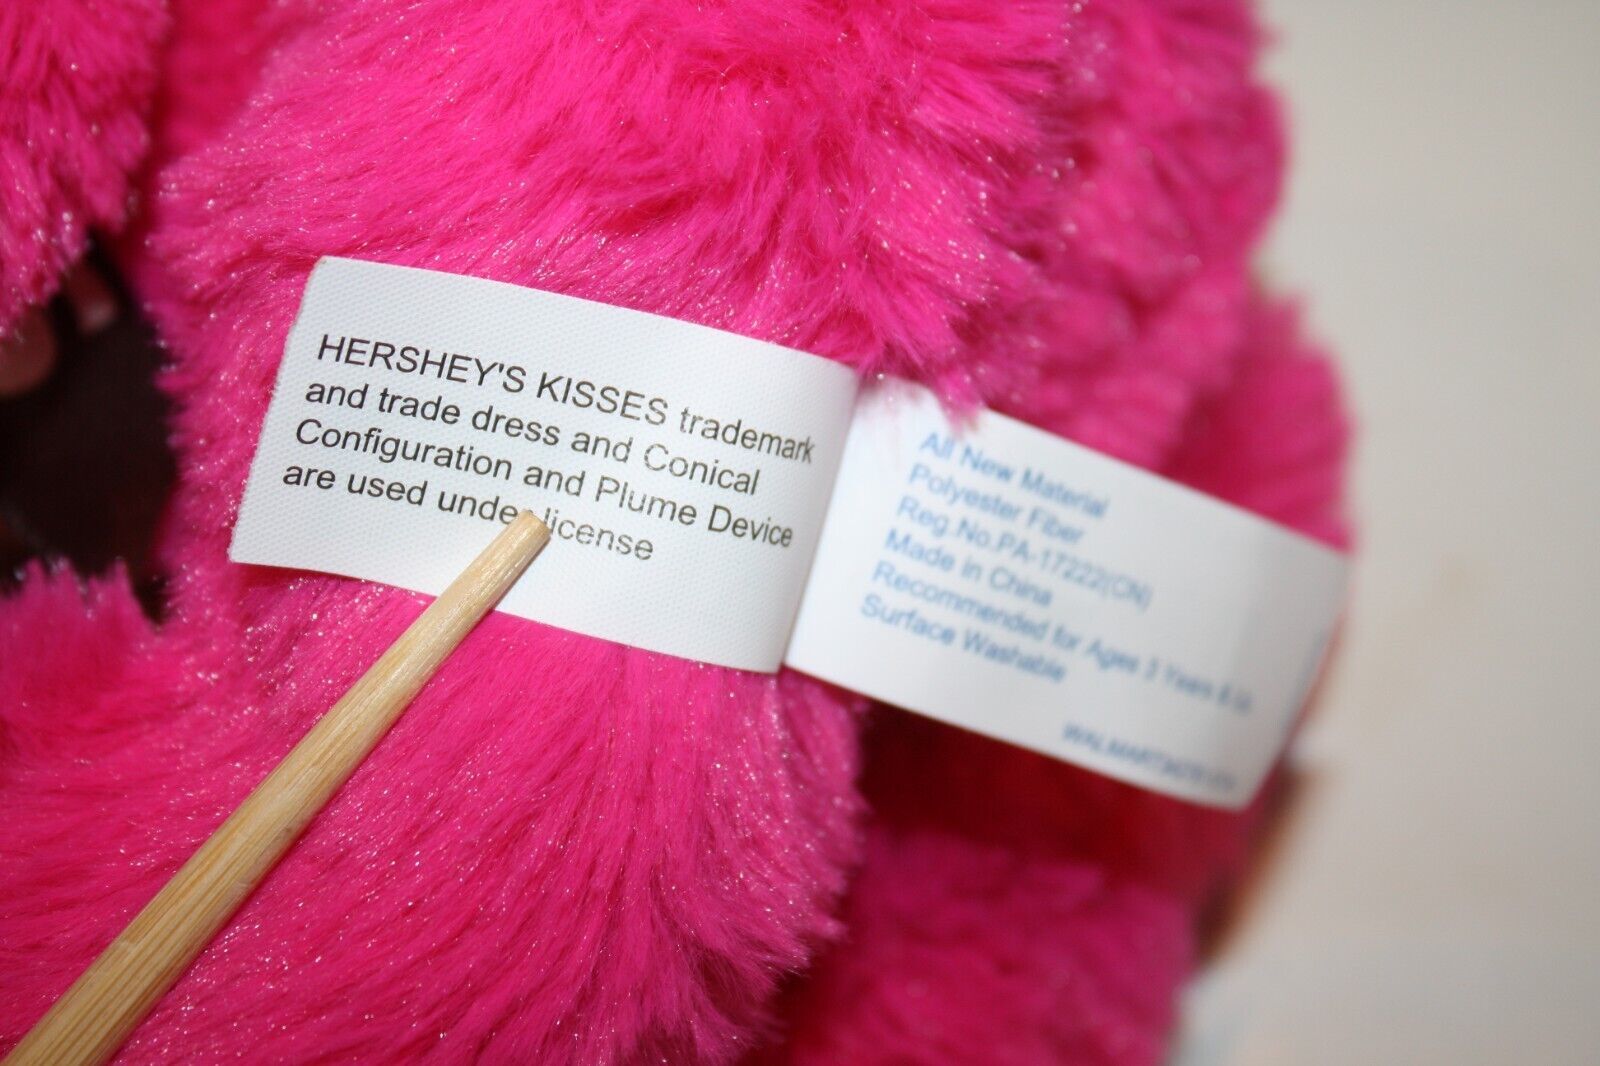 HERSHEY'S KISSES trademark
and trade dress and Conical
Configuration and Plume Device
are used under license
All New Material
Polyester Fiber
Reg.No.PA-17222(CN)
Made in China
Recommended for Ages 3 Years &
Surface Washable